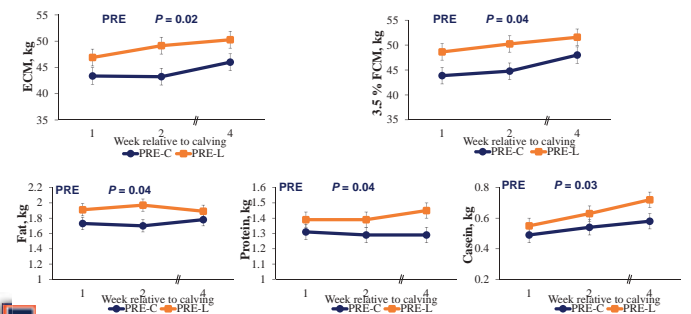 PRE P = 0.02
ECM, kg
55
50
45
40
35
1 2 4
Week relative to calving
PRE-C PRE-L
PRE P = 0.04
3.5 % FCM, kg
55
50
45
40
35
1 2 4
Week relative to calving
PRE-C PRE-L
PRE P = 0.04
Fat, kg
2.2
2
1.8
1.6
1.4
1.2
1
1 2 4
Week relative to calving
PRE-C PRE-L
PRE P = 0.04
Protein, kg
1.6
1.5
1.4
1.3
1.2
1.1
1 2 4
Week relative to calving
PRE-C PRE-L
PRE P = 0.03
Casein, kg
0.8
0.6
0.4
0.2
1 2 4
Week relative to calving
PRE-C PRE-L